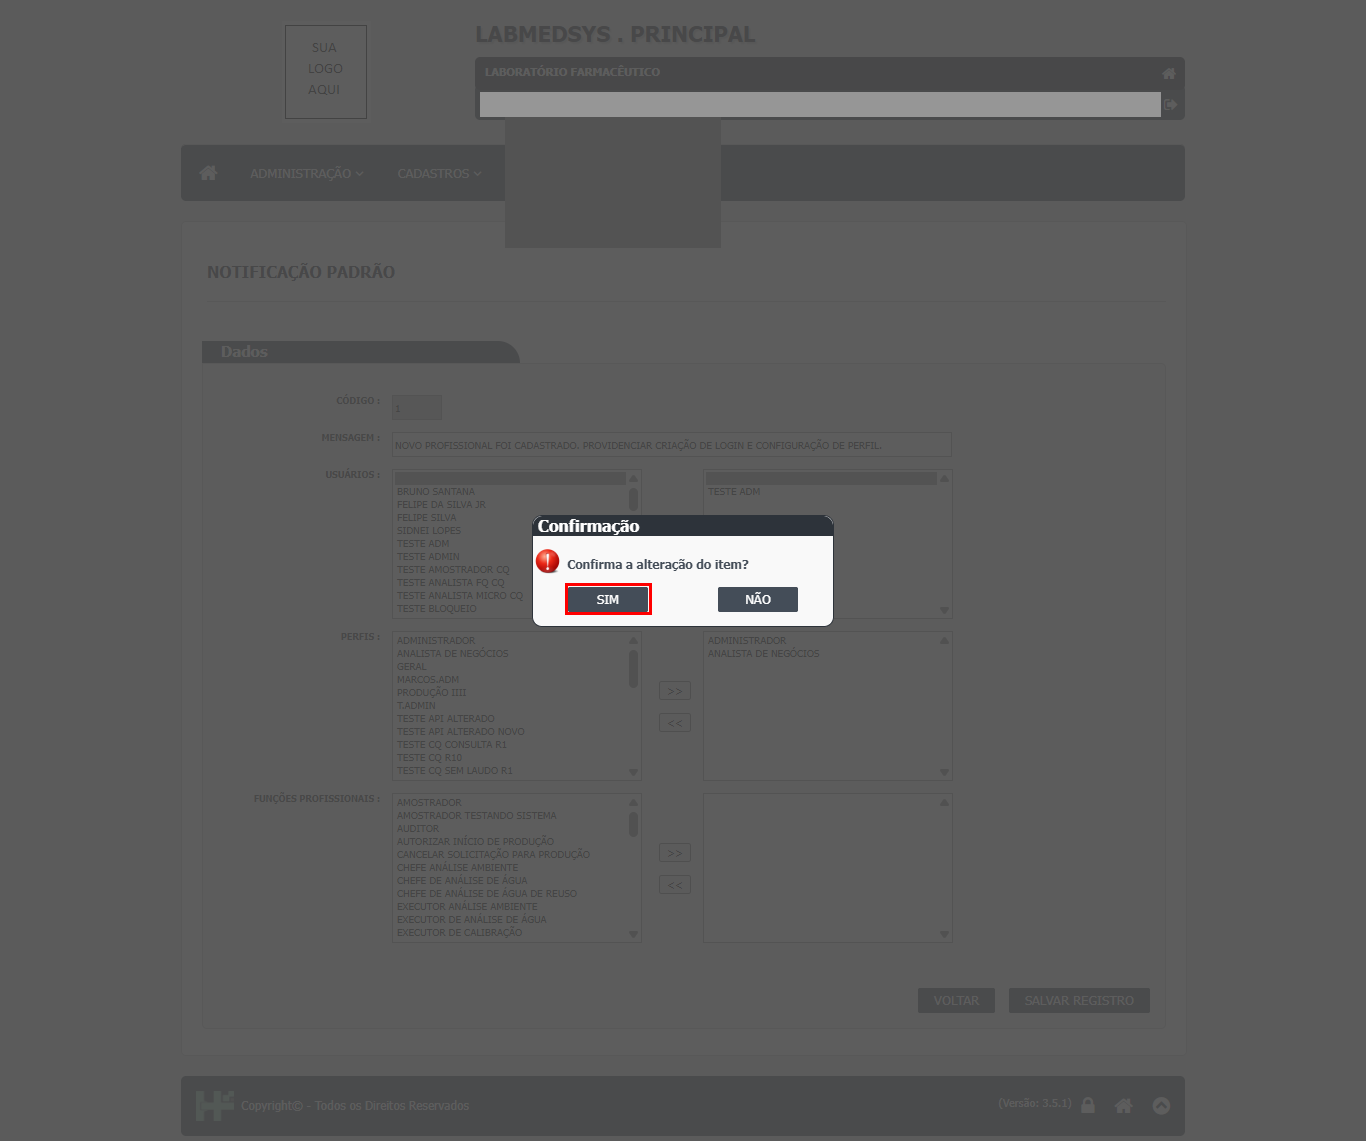 SUA
LOGO
AQUI
LABMEDSYS . PRINCIPAL
LABORATÓRIO FARMACÊUTICO
ADMINISTRAÇÃO
CADASTROS
NOTIFICAÇÃO PADRÃO
Dados
CÓDIGO :
1
MENSAGEM :
NOVO PROFISSIONAL FOI CADASTRADO. PROVIDENCIAR CRIAÇÃO DE LOGIN E CONFIGURAÇÃO DE PERFIL.
USUÁRIOS :
BRUNO SANTANA
FELIPE DA SILVA JR
FELIPE SILVA
SIDNEI LOPES
TESTE ADM
TESTE ADMIN
TESTE AMOSTRADOR CQ
TESTE ANALISTA FQ CQ
TESTE ANALISTA MICRO CQ
TESTE BLOQUEIO
TESTE ADM
Confirmação
Confirma a alteração do item?
SIM
NÃO
PERFIS :
ADMINISTRADOR
ANALISTA DE NEGÓCIOS
GERAL
MARCOS.ADM
PRODUÇÃO IIII
T.ADMIN
TESTE API ALTERADO
TESTE API ALTERADO NOVO
TESTE CQ CONSULTA R1
TESTE CQ R10
TESTE CQ SEM LAUDO R1
>>
<<
ADMINISTRADOR
ANALISTA DE NEGÓCIOS
FUNÇÕES PROFISSIONAIS :
AMOSTRADOR
AMOSTRADOR TESTANDO SISTEMA
AUDITOR
AUTORIZAR INÍCIO DE PRODUÇÃO
CANCELAR SOLICITAÇÃO PARA PRODUÇÃO
CHEFE ANÁLISE AMBIENTE
CHEFE DE ANÁLISE DE ÁGUA
CHEFE DE ANÁLISE DE ÁGUA DE REUSO
EXECUTOR ANÁLISE AMBIENTE
EXECUTOR DE ANÁLISE DE ÁGUA
EXECUTOR DE CALIBRAÇÃO
>>
<<
VOLTAR
SALVAR REGISTRO
Copyright© - Todos os Direitos Reservados
(Versão: 3.5.1)